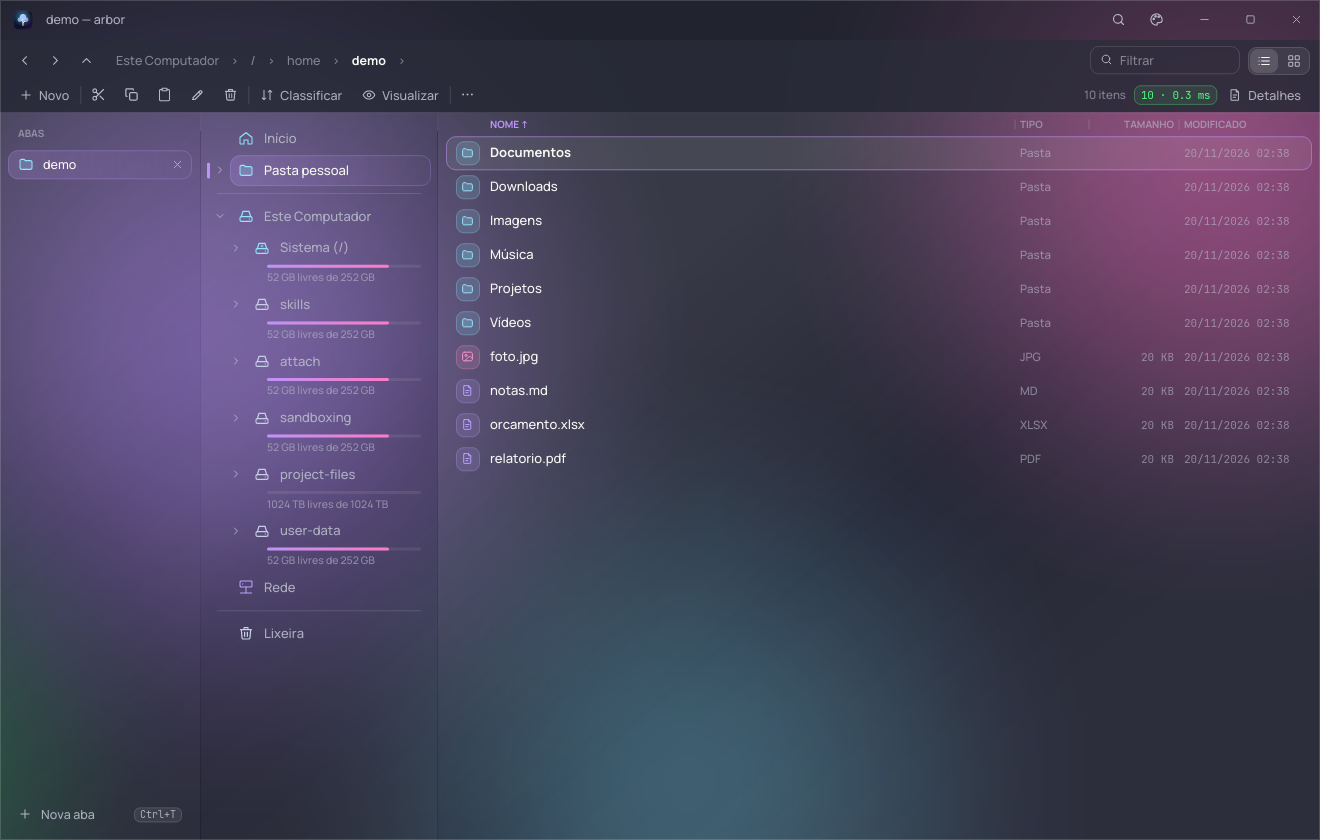 demo — arbor
Este Computador › / › home › demo ›
Filtrar
Novo
Classificar
Visualizar
10 itens
10 · 0.3 ms
Detalhes
ABAS
demo
Nova aba
Ctrl+T
Início
Pasta pessoal
Este Computador
Sistema (/)
52 GB livres de 252 GB
skills
52 GB livres de 252 GB
attach
52 GB livres de 252 GB
sandboxing
52 GB livres de 252 GB
project-files
1024 TB livres de 1024 TB
user-data
52 GB livres de 252 GB
Rede
Lixeira
NOME ↑ TIPO TAMANHO MODIFICADO
Documentos Pasta 20/11/2026 02:38
Downloads Pasta 20/11/2026 02:38
Imagens Pasta 20/11/2026 02:38
Música Pasta 20/11/2026 02:38
Projetos Pasta 20/11/2026 02:38
Vídeos Pasta 20/11/2026 02:38
foto.jpg JPG 20 KB 20/11/2026 02:38
notas.md MD 20 KB 20/11/2026 02:38
orcamento.xlsx XLSX 20 KB 20/11/2026 02:38
relatorio.pdf PDF 20 KB 20/11/2026 02:38